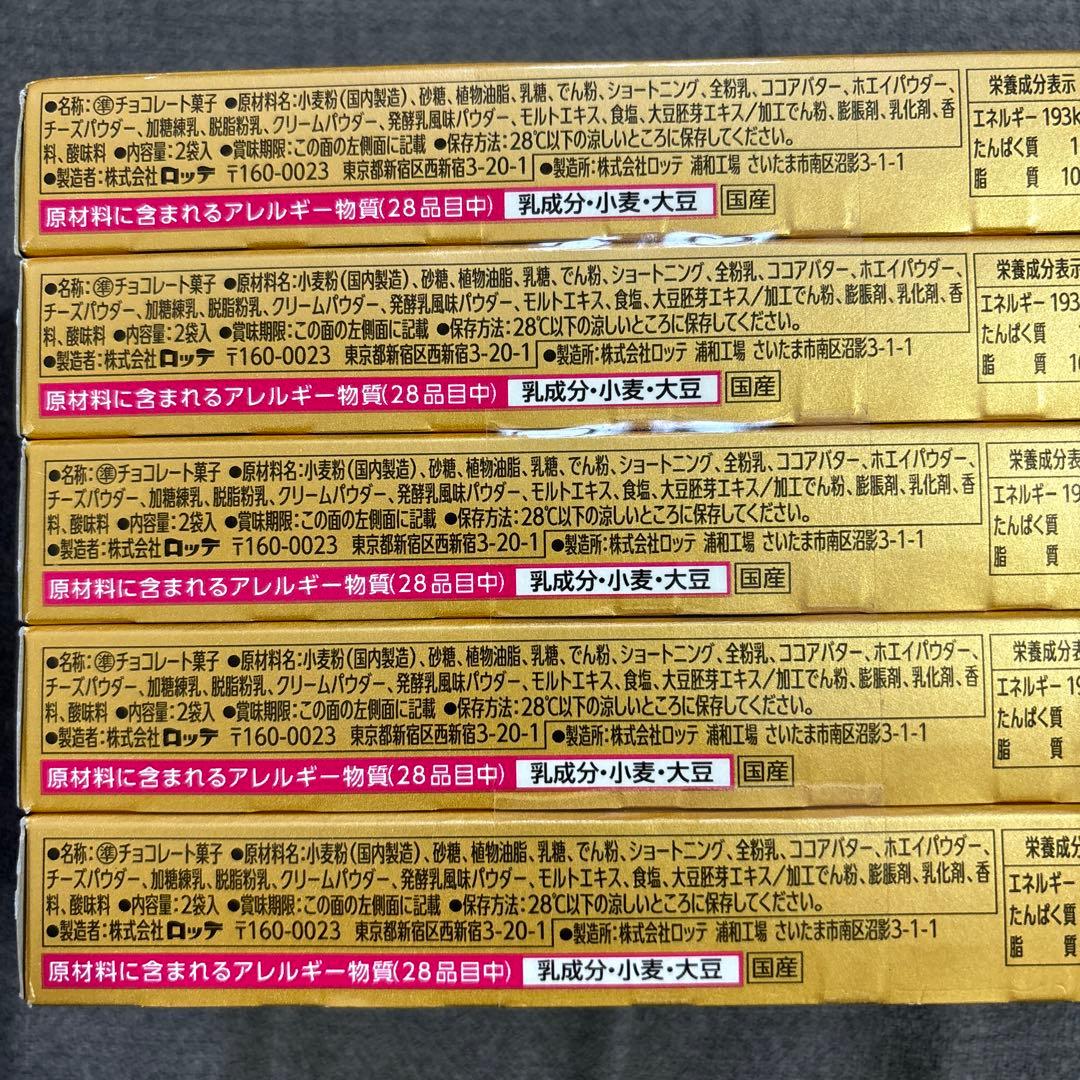 ●名称:㊟チョコレート菓子 ●原材料名:小麦粉(国内製造)、砂糖、植物油脂、乳糖、でん粉、ショートニング、全粉乳、ココアバター、ホエイパウダー、
チーズパウダー、加糖練乳、脱脂粉乳、クリームパウダー、発酵乳風味パウダー、モルトエキス、食塩、大豆胚芽エキス/加工でん粉、膨脹剤、乳化剤、香
料、酸味料 ●内容量:2袋入 ●賞味期限:この面の左側面に記載 ●保存方法:28℃以下の涼しいところに保存してください。
●製造者:株式会社ロッテ 〒160-0023 東京都新宿区西新宿3-20-1 ●製造所:株式会社ロッテ 浦和工場 さいたま市南区沼影3-1-1
原材料に含まれるアレルギー物質(28品目中) 乳成分・小麦・大豆 国産
栄養成分表示
エネルギー 193k
たんぱく質 1
脂 質 10
●名称:準チョコレート菓子 ●原材料名:小麦粉(国内製造)、砂糖、植物油脂、乳糖、でん粉、ショートニング、全粉乳、ココアバター、ホエイパウダー、
チーズパウダー、加糖練乳、脱脂粉乳、クリームパウダー、発酵乳風味パウダー、モルトエキス、食塩、大豆胚芽エキス/加工でん粉、膨脹剤、乳化剤、香
料、酸味料 ●内容量:2袋入 ●賞味期限:この面の左側面に記載 ●保存方法:28℃以下の涼しいところに保存してください。
●製造者:株式会社ロッテ 〒160-0023 東京都新宿区西新宿3-20-1 ●製造所:株式会社ロッテ 浦和工場 さいたま市南区沼影3-1-1
原材料に含まれるアレルギー物質(28品目中) 乳成分・小麦・大豆 国産
栄養成分表示
エネルギー 193
たんぱく質
脂 質 10
●名称:準チョコレート菓子 ●原材料名:小麦粉(国内製造)、砂糖、植物油脂、乳糖、でん粉、ショートニング、全粉乳、ココアバター、ホエイパウダー、
チーズパウダー、加糖練乳、脱脂粉乳、クリームパウダー、発酵乳風味パウダー、モルトエキス、食塩、大豆胚芽エキス/加工でん粉、膨脹剤、乳化剤、香
料、酸味料 ●内容量:2袋入 ●賞味期限:この面の左側面に記載 ●保存方法:28℃以下の涼しいところに保存してください。
●製造者:株式会社ロッテ 〒160-0023 東京都新宿区西新宿3-20-1 ●製造所:株式会社ロッテ 浦和工場 さいたま市南区沼影3-1-1
原材料に含まれるアレルギー物質(28品目中) 乳成分・小麦・大豆 国産
栄養成分表
エネルギー 19
たんぱく質
脂 質
●名称:準チョコレート菓子 ●原材料名:小麦粉(国内製造)、砂糖、植物油脂、乳糖、でん粉、ショートニング、全粉乳、ココアバター、ホエイパウダー、
チーズパウダー、加糖練乳、脱脂粉乳、クリームパウダー、発酵乳風味パウダー、モルトエキス、食塩、大豆胚芽エキス/加工でん粉、膨脹剤、乳化剤、香
料、酸味料 ●内容量:2袋入 ●賞味期限:この面の左側面に記載 ●保存方法:28℃以下の涼しいところに保存してください。
●製造者:株式会社ロッテ 〒160-0023 東京都新宿区西新宿3-20-1 ●製造所:株式会社ロッテ 浦和工場 さいたま市南区沼影3-1-1
原材料に含まれるアレルギー物質(28品目中) 乳成分・小麦・大豆 国産
栄養成分表
エネルギー 19
たんぱく質
脂 質
●名称:準チョコレート菓子 ●原材料名:小麦粉(国内製造)、砂糖、植物油脂、乳糖、でん粉、ショートニング、全粉乳、ココアバター、ホエイパウダー、
チーズパウダー、加糖練乳、脱脂粉乳、クリームパウダー、発酵乳風味パウダー、モルトエキス、食塩、大豆胚芽エキス/加工でん粉、膨脹剤、乳化剤、香
料、酸味料 ●内容量:2袋入 ●賞味期限:この面の左側面に記載 ●保存方法:28℃以下の涼しいところに保存してください。
●製造者:株式会社ロッテ 〒160-0023 東京都新宿区西新宿3-20-1 ●製造所:株式会社ロッテ 浦和工場 さいたま市南区沼影3-1-1
原材料に含まれるアレルギー物質(28品目中) 乳成分・小麦・大豆 国産
栄養成分
エネルギー
たんぱく質
脂 質